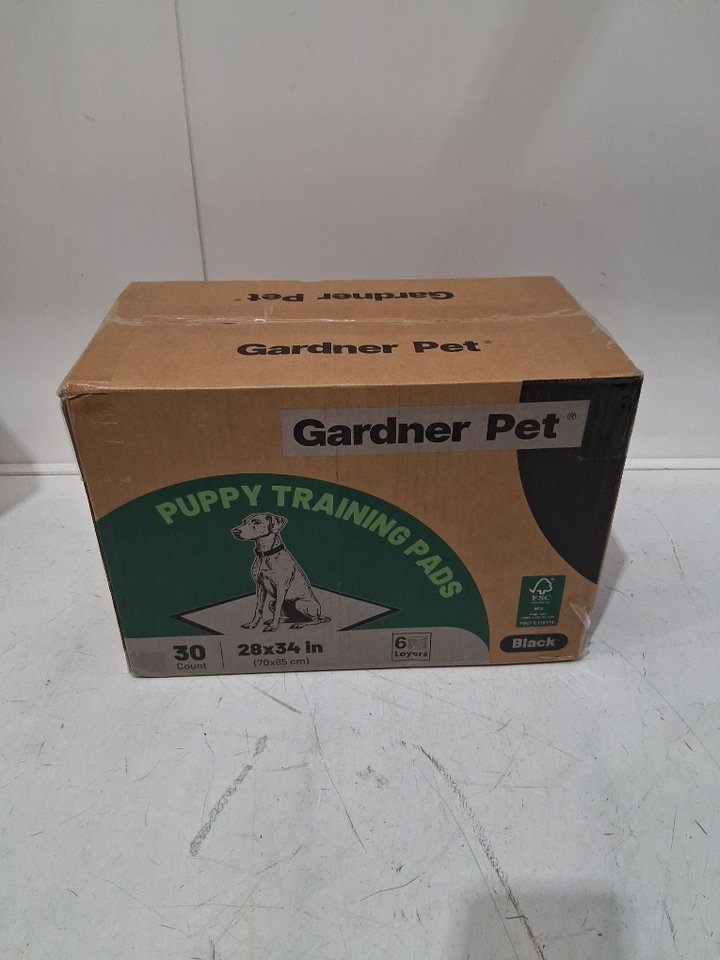 Gardner Pet®
Gardner Pet®
Gardner Pet®
PUPPY TRAINING PADS
30
Count
28x34 in
(70x85 cm)
6
Layers
FSC
MIX
Black